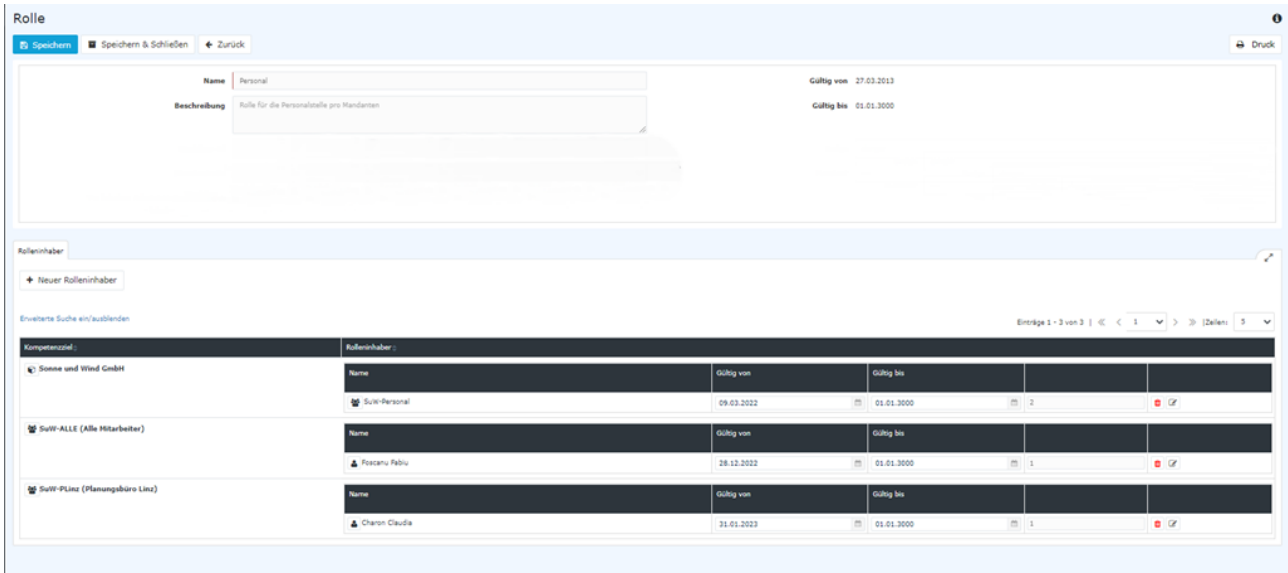 Rolle
Speichern Speichern & Schließen Zurück Druck
Name Personal Gültig von 27.03.2013
Beschreibung Rolle für die Personalstelle pro Mandanten Gültig bis 01.01.3000
Rolleninhaber
+ Neuer Rolleninhaber
Erweiterte Suche ein/ausblenden Einträge 1 - 3 von 3 | 1 |Zeilen: 5
Kompetenzziel Rolleninhaber
Sonne und Wind GmbH
Name Gültig von Gültig bis
SuW-Personal 09.03.2022 01.01.3000 2
SuW-ALLE (Alle Mitarbeiter)
Name Gültig von Gültig bis
Foscanu Fabiu 28.12.2022 01.01.3000 1
SuW-PLinz (Planungsbüro Linz)
Name Gültig von Gültig bis
Charon Claudia 31.01.2023 01.01.3000 1